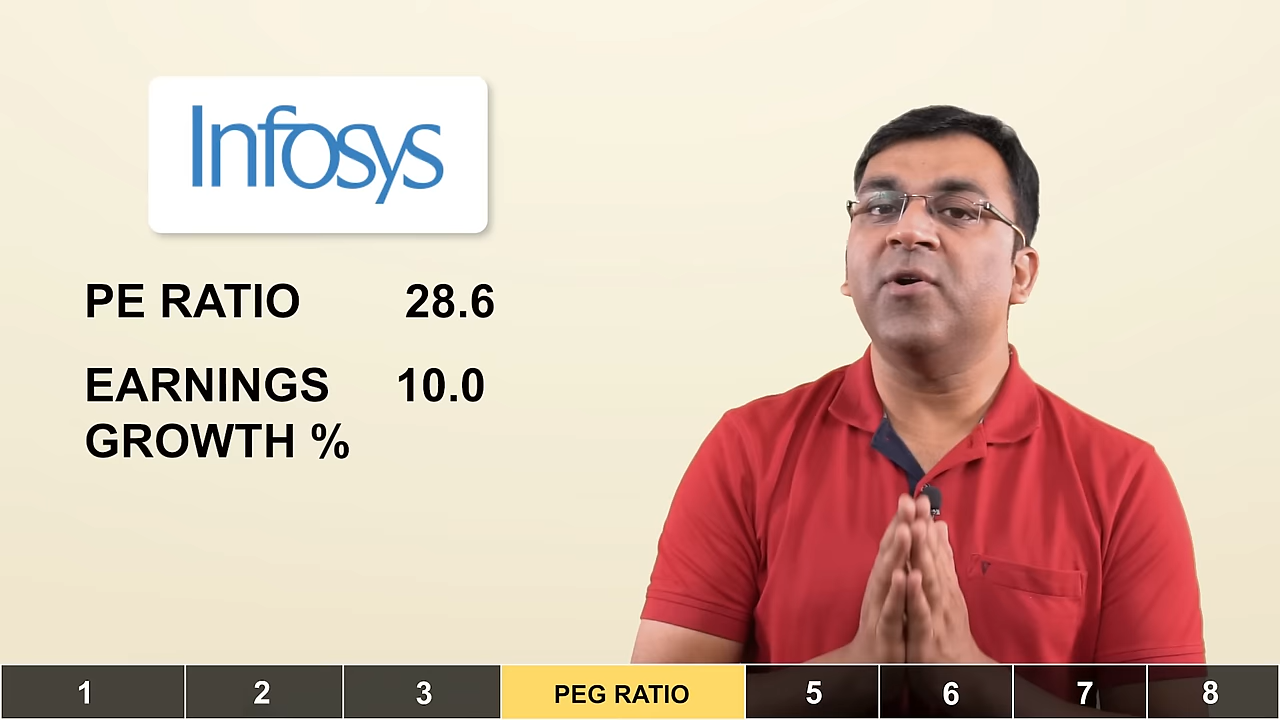 Infosys
PE RATIO 28.6
EARNINGS 10.0
GROWTH %
1 2 3 PEG RATIO 5 6 7 8